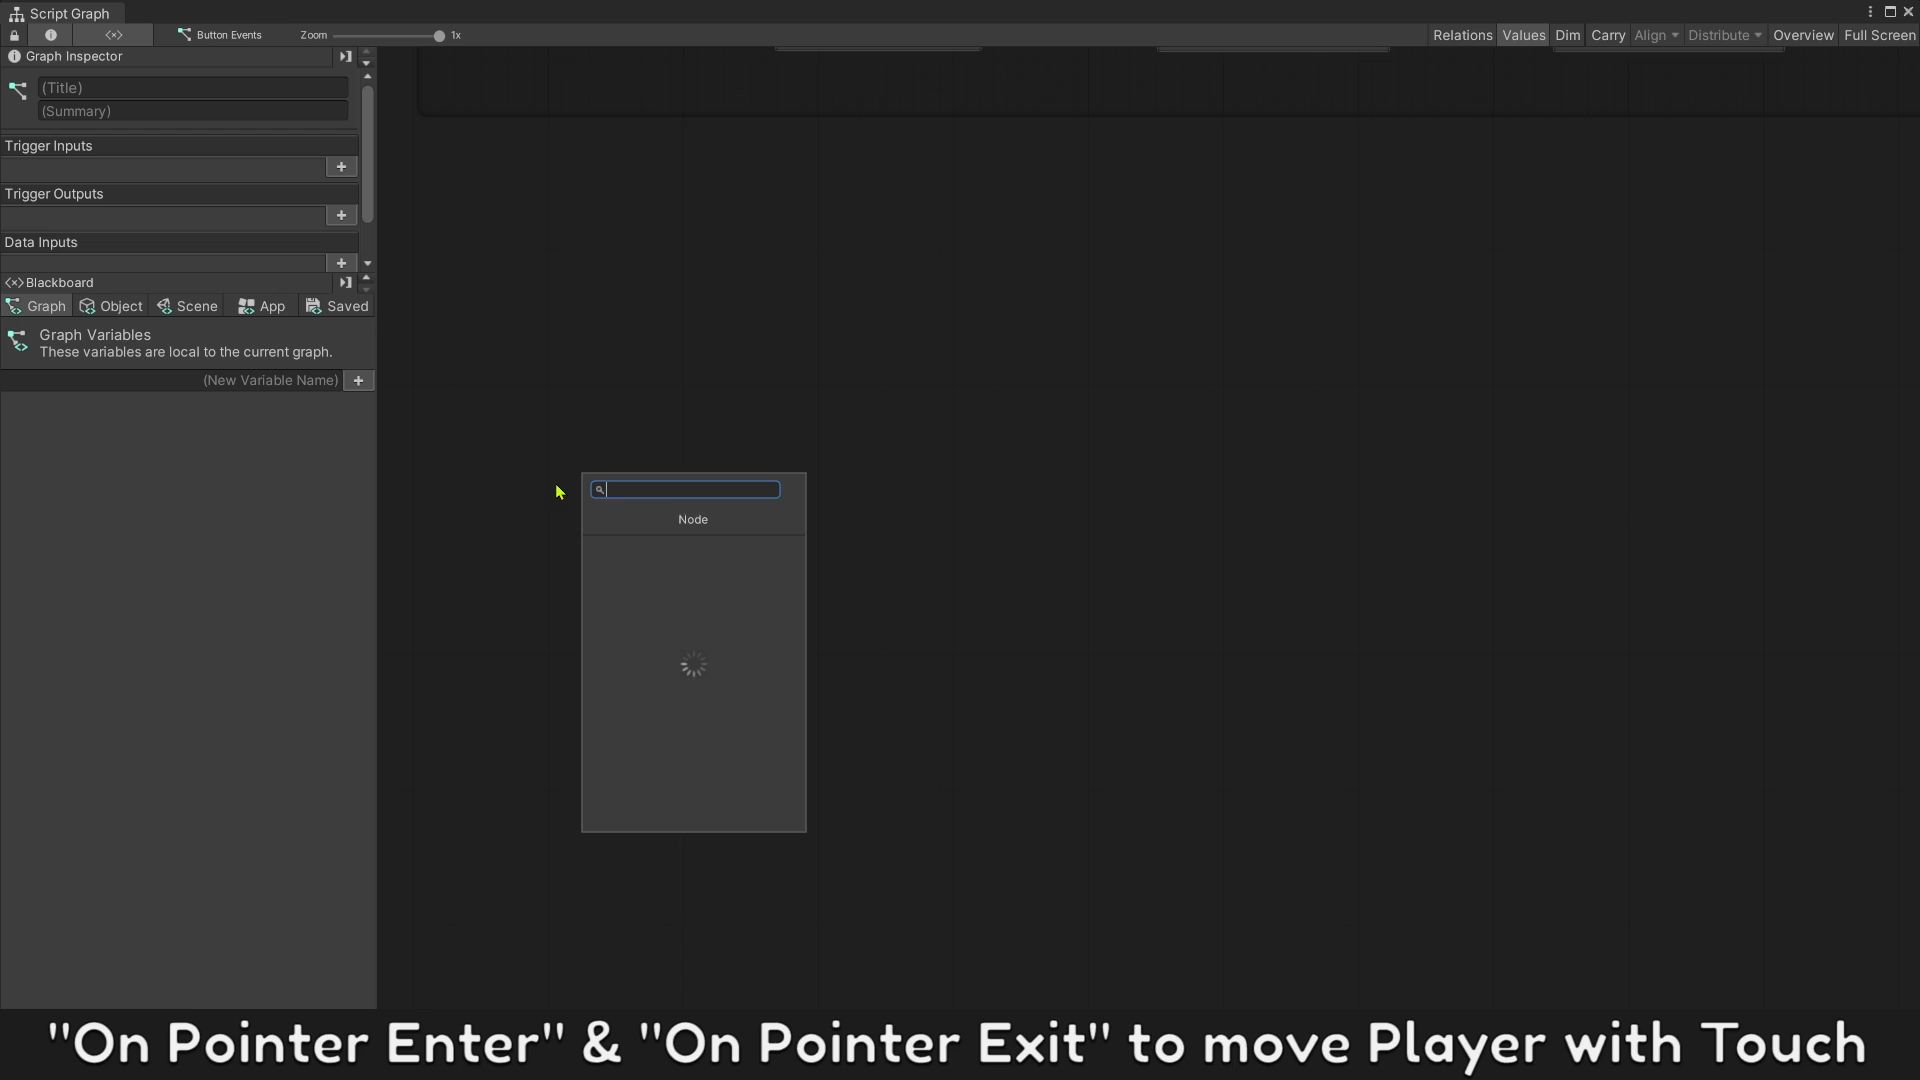 Script Graph
Button Events Zoom 1x Relations Values Dim Carry Align Distribute Overview Full Screen
Graph Inspector
(Title)
(Summary)
Trigger Inputs
Trigger Outputs
Data Inputs
Blackboard
Graph Object Scene App Saved
Graph Variables
These variables are local to the current graph.
(New Variable Name)
Node
"On Pointer Enter" & "On Pointer Exit" to move Player with Touch